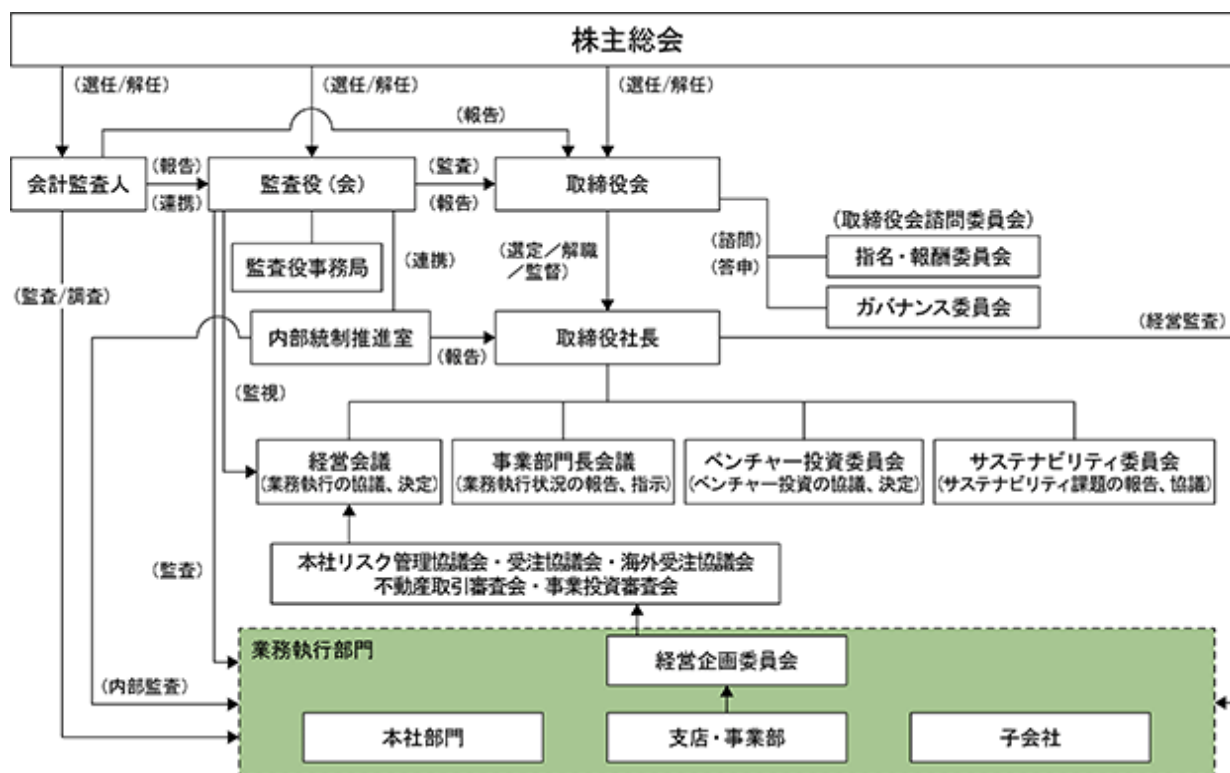 株主総会
(選任/解任)
(選任/解任)
(選任/解任)
(報告)
会計監査人
(報告)
(連携)
監査役(会)
(監査)
(報告)
取締役会
(取締役会諮問委員会)
(諮問)
(答申)
指名・報酬委員会
ガバナンス委員会
監査役事務局
(連携)
(選定/解職
/監督)
(監査/調査)
内部統制推進室
(報告)
取締役社長
(経営監査)
(監視)
経営会議
(業務執行の協議、決定)
事業部門長会議
(業務執行状況の報告、指示)
ベンチャー投資委員会
(ベンチャー投資の協議、決定)
サステナビリティ委員会
(サステナビリティ課題の報告、協議)
本社リスク管理協議会・受注協議会・海外受注協議会
不動産取引審査会・事業投資審査会
(監査)
業務執行部門
経営企画委員会
(内部監査)
本社部門
支店・事業部
子会社